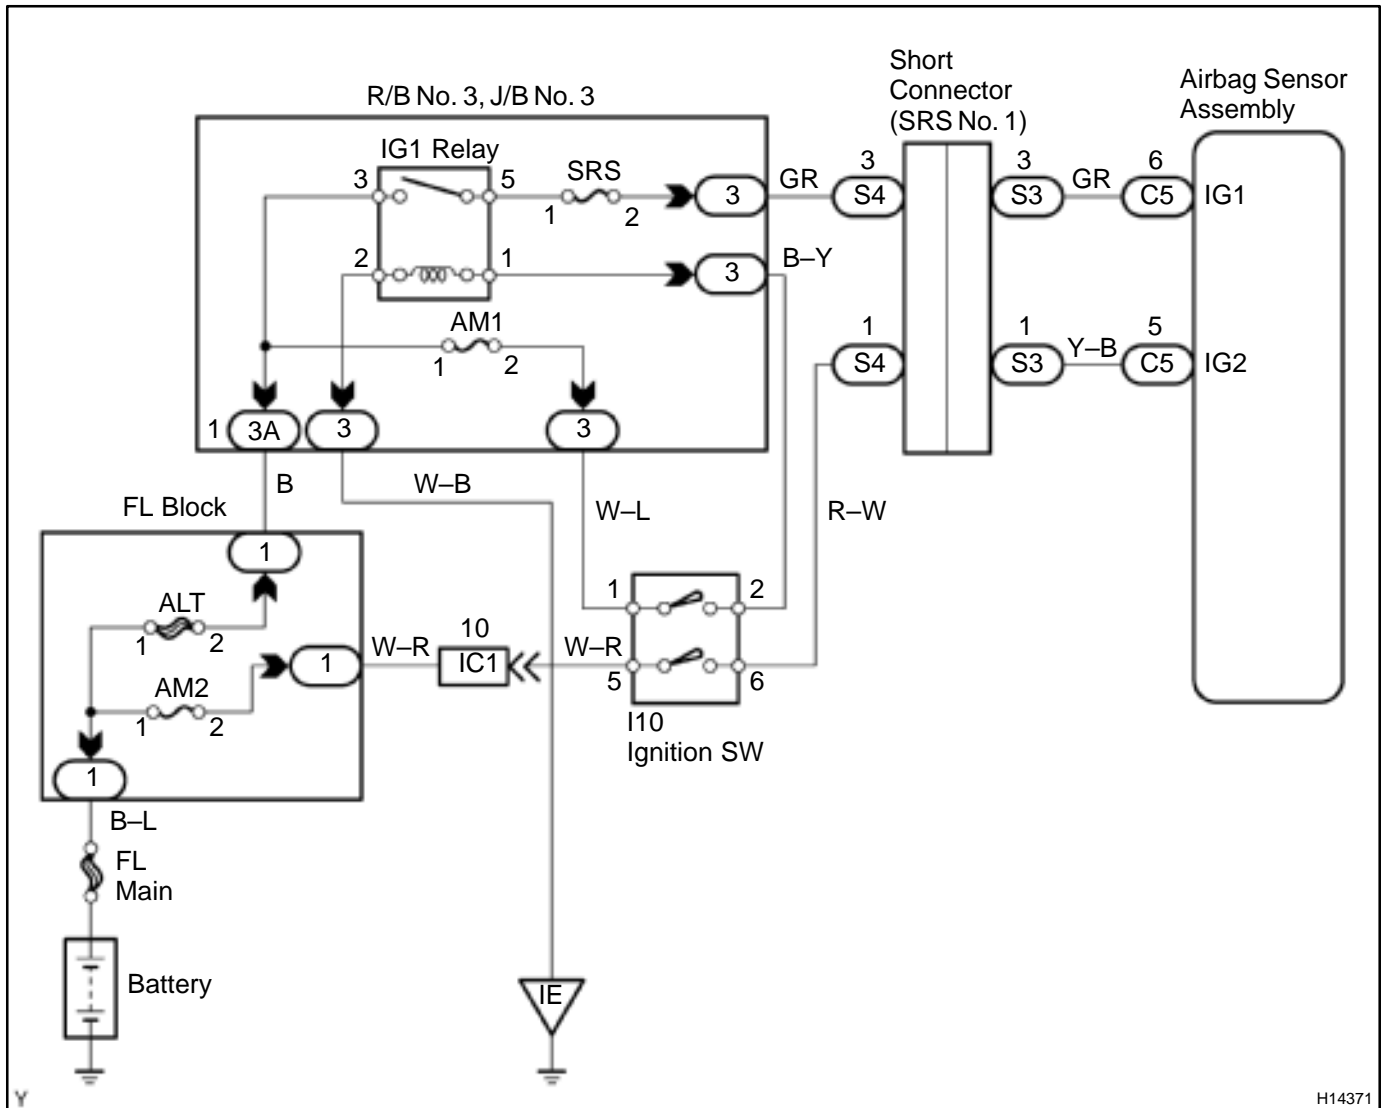 R/B No. 3, J/B No. 3
Short
Connector
(SRS No. 1)
Airbag Sensor
Assembly
IG1 Relay
3
5
SRS
1
2
3
GR
3
S4
3
S3
GR
6
C5
IG1
2
1
3
B–Y
AM1
1
2
1
S4
1
S3
Y–B
5
C5
IG2
1
3A
3
3
B
W–B
W–L
R–W
FL Block
1
ALT
1
2
AM2
1
2
1
W–R
10
IC1
W–R
1
2
5
6
I10
Ignition SW
1
B–L
FL
Main
Battery
IE
Y
H14371